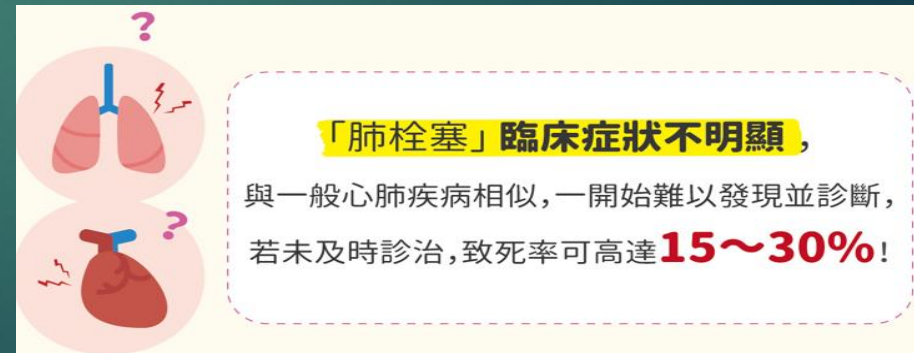 ?
「肺栓塞」臨床症狀不明顯，
與一般心肺疾病相似，一開始難以發現並診斷，
?
若未及時診治，致死率可高達15～30%！